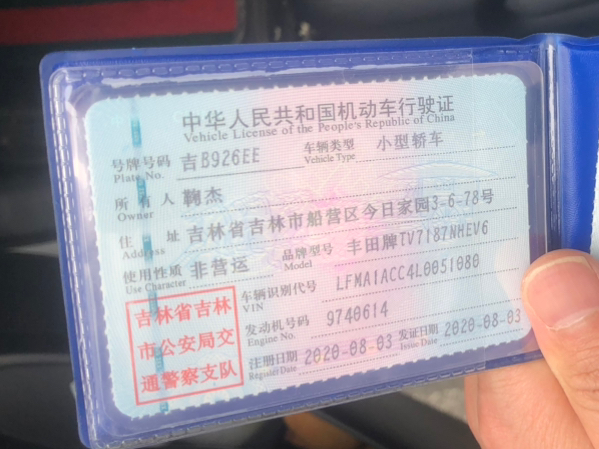 中华人民共和国机动车行驶证
Vehicle License of the People's Republic of China
号牌号码 吉B926EE 车辆类型 小型轿车
Plate No. Vehicle Type
所有人 鞠杰
Owner
住址 吉林省吉林市船营区今日家园3-6-78号
Address
使用性质 非营运 品牌型号 丰田牌TV7187NHEV6
Use Character Model
吉林省吉林
市公安局交
通警察支队
车辆识别代号 LFMA1ACC4L0051080
VIN
发动机号码 9740614
Engine No.
注册日期 2020-08-03 发证日期 2020-08-03
Register Date Issue Date